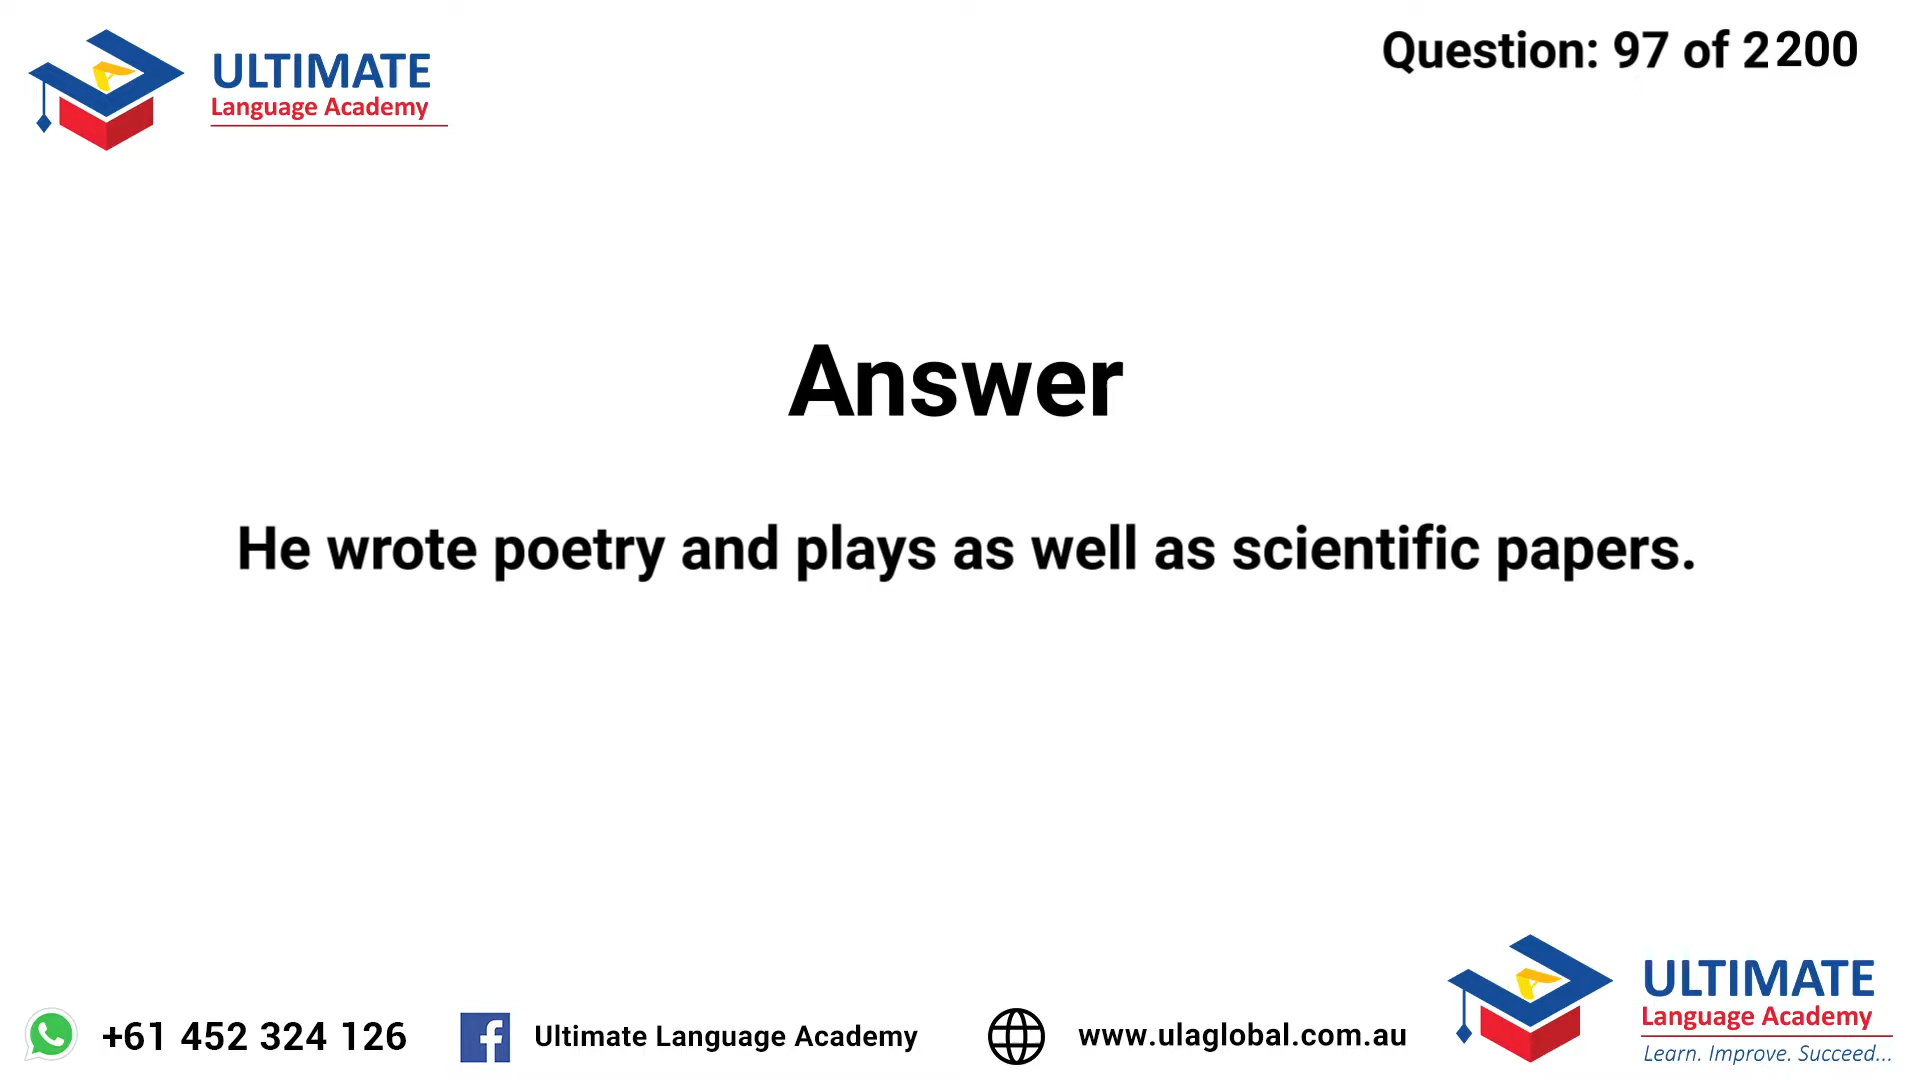 ULTIMATE
Language Academy
Question: 97 of 2200
Answer
He wrote poetry and plays as well as scientific papers.
+61 452 324 126
Ultimate Language Academy
www.ulaglobal.com.au
ULTIMATE
Language Academy
Learn. Improve. Succeed...